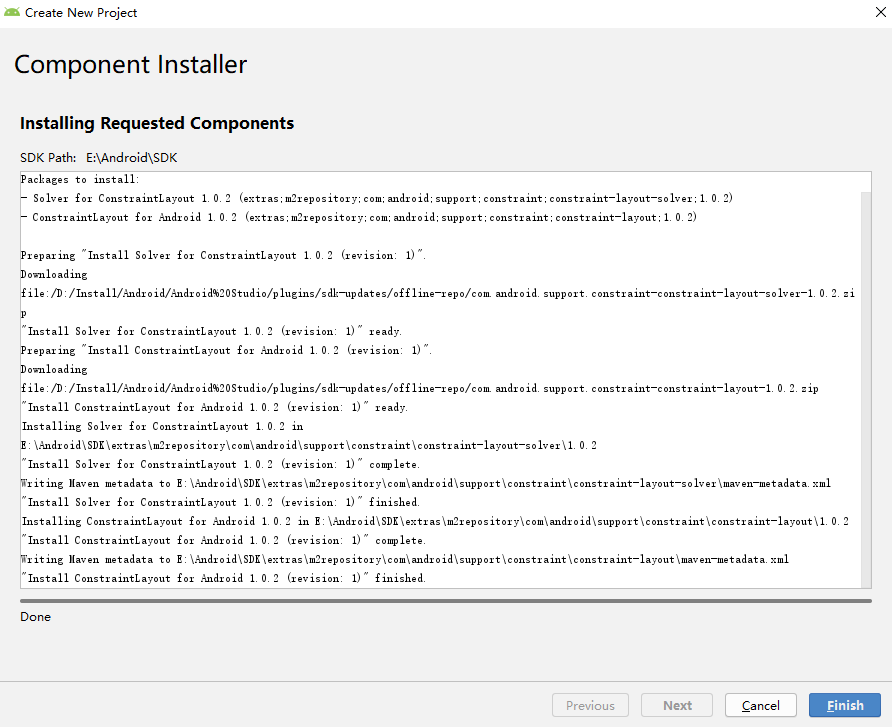 Create New Project
Component Installer
Installing Requested Components
SDK Path: E:\Android\SDK
Packages to install:
- Solver for ConstraintLayout 1.0.2 (extras;m2repository;com;android;support;constraint;constraint-layout-solver;1.0.2)
- ConstraintLayout for Android 1.0.2 (extras;m2repository;com;android;support;constraint;constraint-layout;1.0.2)
Preparing "Install Solver for ConstraintLayout 1.0.2 (revision: 1)".
Downloading
file:/D:/Install/Android/Android%20Studio/plugins/sdk-updates/offline-repo/com.android.support.constraint-constraint-layout-solver-1.0.2.zi
p
"Install Solver for ConstraintLayout 1.0.2 (revision: 1)" ready.
Preparing "Install ConstraintLayout for Android 1.0.2 (revision: 1)".
Downloading
file:/D:/Install/Android/Android%20Studio/plugins/sdk-updates/offline-repo/com.android.support.constraint-constraint-layout-1.0.2.zip
"Install ConstraintLayout for Android 1.0.2 (revision: 1)" ready.
Installing Solver for ConstraintLayout 1.0.2 in
E:\Android\SDK\extras\m2repository\com\android\support\constraint\constraint-layout-solver\1.0.2
"Install Solver for ConstraintLayout 1.0.2 (revision: 1)" complete.
Writing Maven metadata to E:\Android\SDK\extras\m2repository\com\android\support\constraint\constraint-layout-solver\maven-metadata.xml
"Install Solver for ConstraintLayout 1.0.2 (revision: 1)" finished.
Installing ConstraintLayout for Android 1.0.2 in E:\Android\SDK\extras\m2repository\com\android\support\constraint\constraint-layout\1.0.2
"Install ConstraintLayout for Android 1.0.2 (revision: 1)" complete.
Writing Maven metadata to E:\Android\SDK\extras\m2repository\com\android\support\constraint\constraint-layout\maven-metadata.xml
"Install ConstraintLayout for Android 1.0.2 (revision: 1)" finished.
Done
Previous Next Cancel Finish